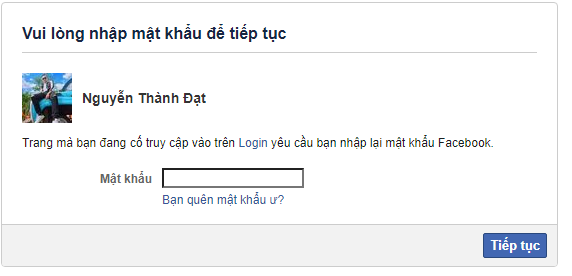 Vui lòng nhập mật khẩu để tiếp tục
Nguyễn Thành Đạt
Trang mà bạn đang cố truy cập vào trên Login yêu cầu bạn nhập lại mật khẩu Facebook.
Mật khẩu
Bạn quên mật khẩu ư?
Tiếp tục